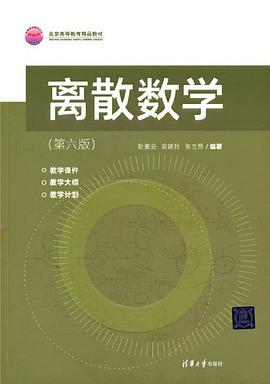 北京高等教育精品教材
离散数学
（第六版）
耿素云 屈婉玲 张立昂 编著
教学课件
教学大纲
教学计划
清华大学出版社